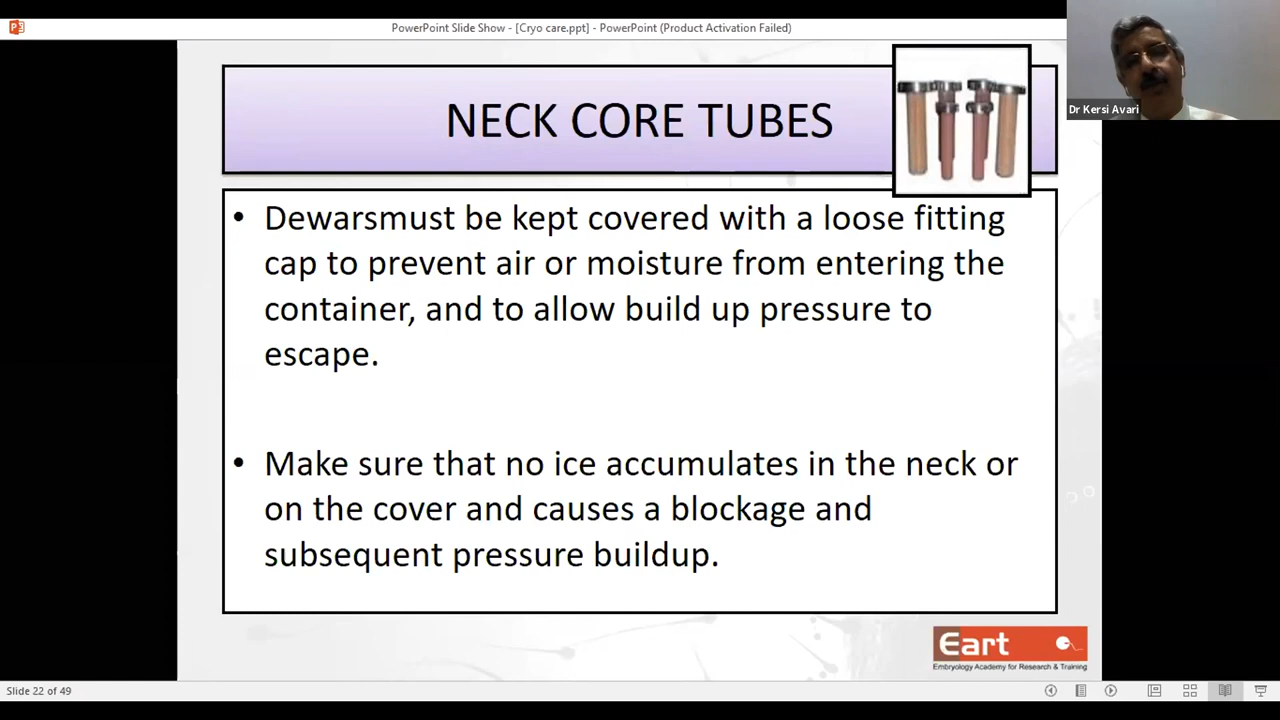 PowerPoint Slide Show - [Cryo care.ppt] - PowerPoint (Product Activation Failed)
Dr Kersi Avari
NECK CORE TUBES
• Dewarsmust be kept covered with a loose fitting
cap to prevent air or moisture from entering the
container, and to allow build up pressure to
escape.
• Make sure that no ice accumulates in the neck or
on the cover and causes a blockage and
subsequent pressure buildup.
Eart
Embryology Academy for Research & Training
Slide 22 of 49